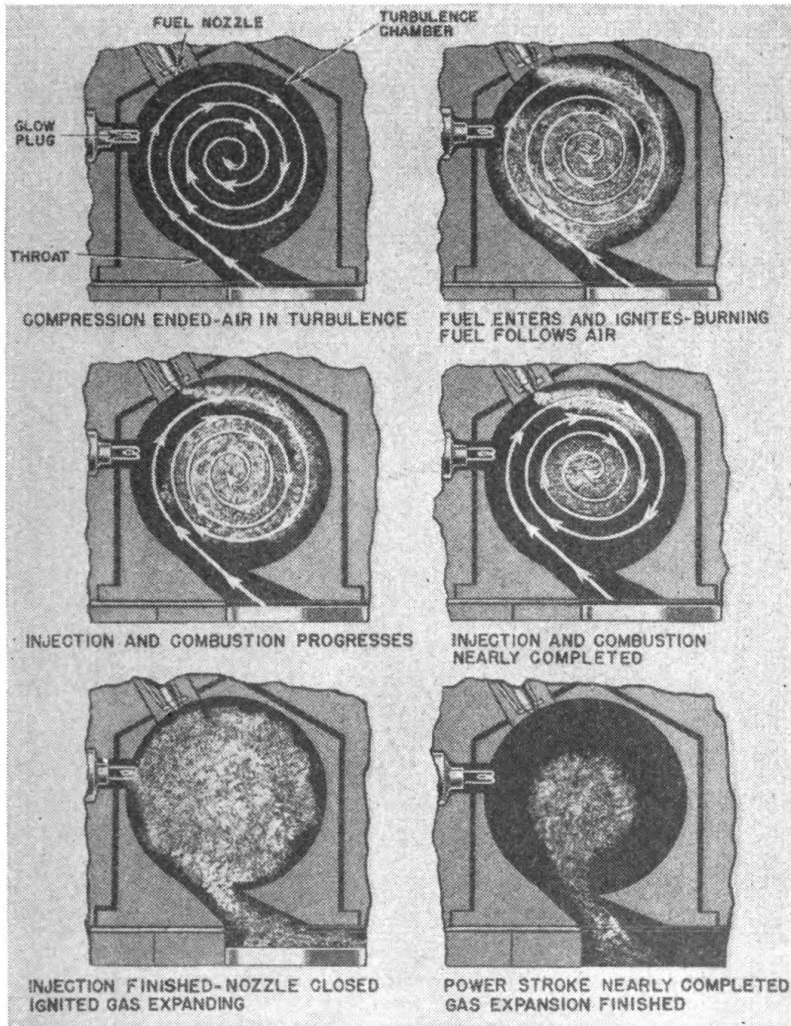 FUEL NOZZLE
TURBULENCE
CHAMBER
GLOW
PLUG
THROAT
COMPRESSION ENDED-AIR IN TURBULENCE
FUEL ENTERS AND IGNITES-BURNING
FUEL FOLLOWS AIR
INJECTION AND COMBUSTION PROGRESSES
INJECTION AND COMBUSTION
NEARLY COMPLETED
INJECTION FINISHED-NOZZLE CLOSED
IGNITED GAS EXPANDING
POWER STROKE NEARLY COMPLETED
GAS EXPANSION FINISHED